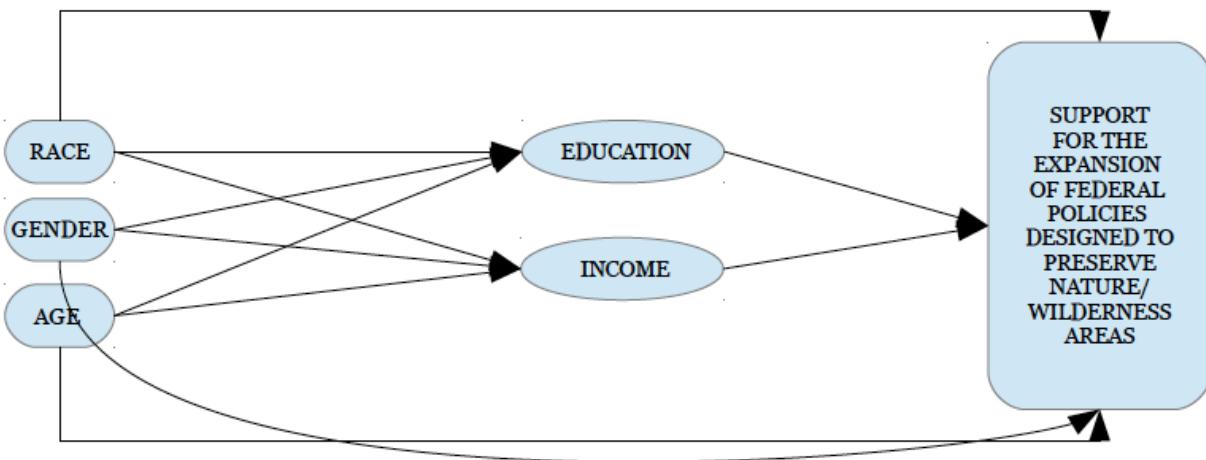 RACE
GENDER
AGE
EDUCATION
INCOME
SUPPORT
FOR THE
EXPANSION
OF FEDERAL
POLICIES
DESIGNED TO
PRESERVE
NATURE/
WILDERNESS
AREAS